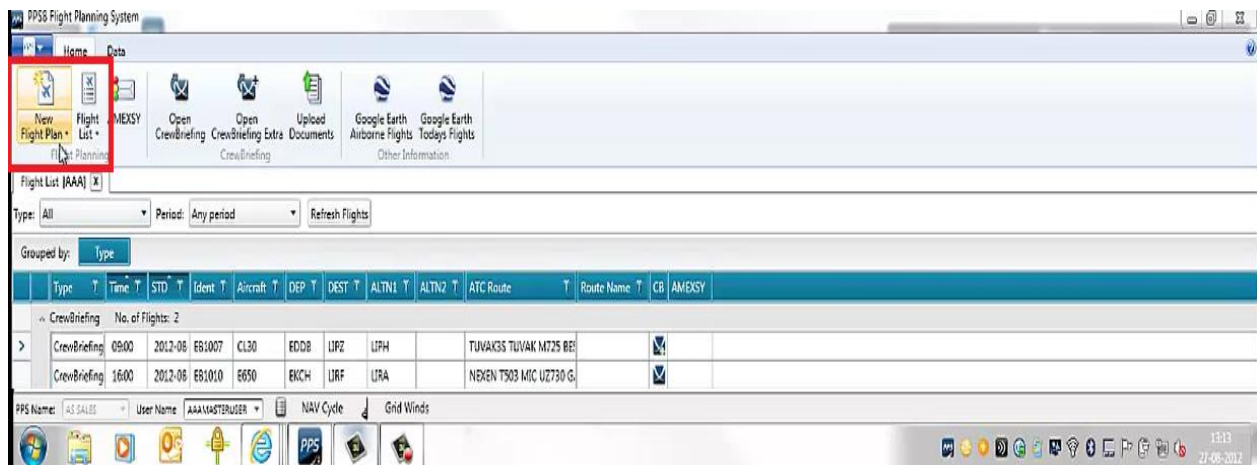 PPS8 Flight Planning System
Home Data
New Flight Plan
Flight List
AMEXSY
Open CrewBriefing
Open CrewBriefing Extra
Upload Documents
Google Earth Airborne Flights
Google Earth Todays Flights
Flight Planning
CrewBriefing
Other Information
Flight List [AAA] X
Type: All Period: Any period Refresh Flights
Grouped by: Type
Type Time STD Ident Aircraft DEP DEST ALTN1 ALTN2 ATC Route Route Name CB AMEXSY
CrewBriefing No. of Flights: 2
CrewBriefing 09:00 2012-08 EB1007 CL30 EDDB LIPZ LIPH TUVAK3S TUVAK M725 BES
CrewBriefing 16:00 2012-08 EB1010 E650 EKCH LIRF LIRA NEXEN T503 MIC UZ730 G
PPS Name: AS SALES User Name AAAMASTERUSER NAV Cycle Grid Winds
PPS
13:13
27-08-2012